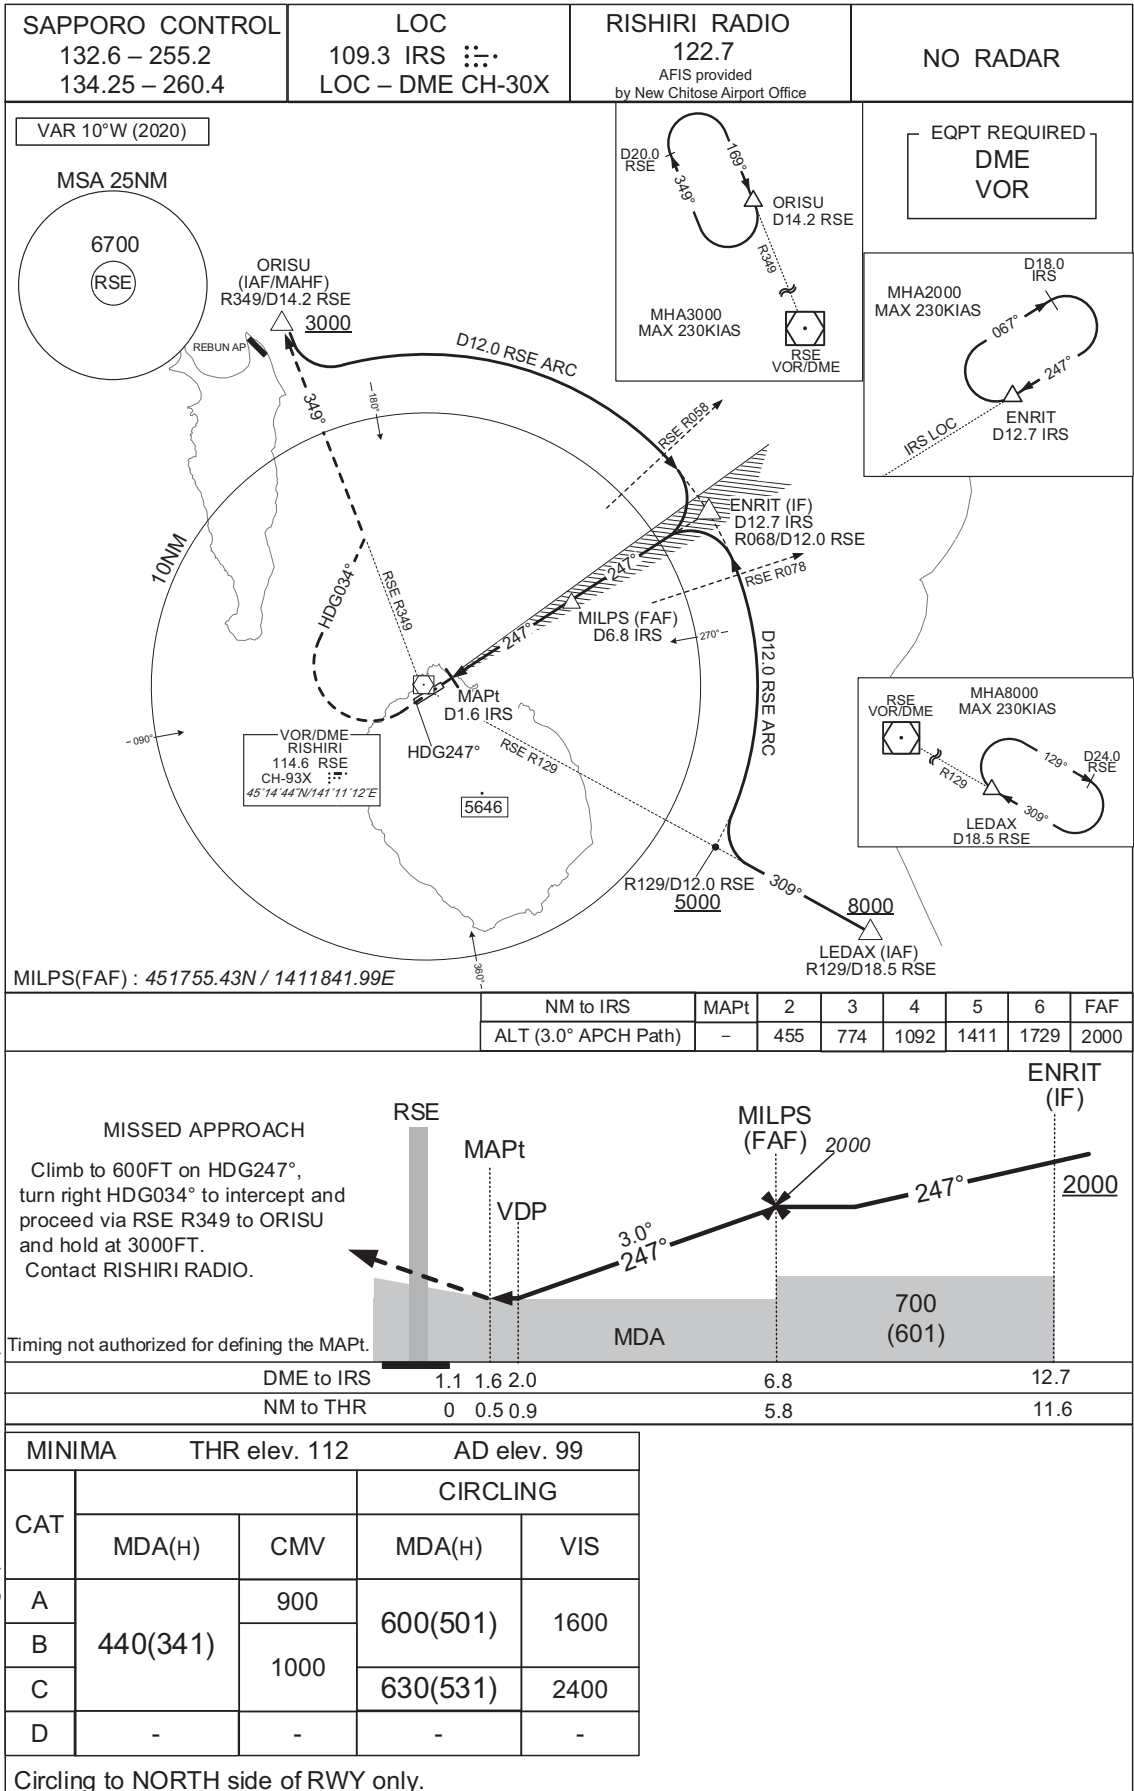 SAPPORO CONTROL
132.6 – 255.2
134.25 – 260.4
LOC
109.3 IRS
LOC – DME CH-30X
RISHIRI RADIO
122.7
AFIS provided
by New Chitose Airport Office
NO RADAR
VAR 10°W (2020)
MSA 25NM
6700
RSE
EQPT REQUIRED
DME
VOR
D20.0
RSE
169°
349°
ORISU
D14.2 RSE
R349
MHA3000
MAX 230KIAS
RSE
VOR/DME
D18.0
IRS
MHA2000
MAX 230KIAS
067°
247°
ENRIT
D12.7 IRS
IRS LOC
ORISU
(IAF/MAHF)
R349/D14.2 RSE
3000
REBUN AP
D12.0 RSE ARC
349°
180°
RSE R058
ENRIT (IF)
D12.7 IRS
R068/D12.0 RSE
10NM
247°
RSE R078
HDG034°
RSE R349
MILPS (FAF)
D6.8 IRS
270°
247°
D12.0 RSE ARC
MAPt
D1.6 IRS
090°
VOR/DME
RISHIRI
114.6 RSE
CH-93X
45°14´44˝N/141°11´12˝E
HDG247°
RSE R129
5646
RSE
VOR/DME
MHA8000
MAX 230KIAS
R129
129°
D24.0
RSE
309°
LEDAX
D18.5 RSE
R129/D12.0 RSE
5000
309°
8000
LEDAX (IAF)
R129/D18.5 RSE
360°
MILPS(FAF) : 451755.43N / 1411841.99E
NM to IRS MAPt 2 3 4 5 6 FAF
ALT (3.0° APCH Path) – 455 774 1092 1411 1729 2000
MISSED APPROACH
Climb to 600FT on HDG247°,
turn right HDG034° to intercept and
proceed via RSE R349 to ORISU
and hold at 3000FT.
Contact RISHIRI RADIO.
Timing not authorized for defining the MAPt.
RSE
MAPt
VDP
3.0°
247°
MILPS
(FAF)
2000
247°
ENRIT
(IF)
2000
MDA
700
(601)
DME to IRS 1.1 1.6 2.0 6.8 12.7
NM to THR 0 0.5 0.9 5.8 11.6
MINIMA THR elev. 112 AD elev. 99
CAT
CIRCLING
MDA(H) CMV MDA(H) VIS
A 440(341) 900 600(501) 1600
B 1000
C 630(531) 2400
D - - - -
Circling to NORTH side of RWY only.